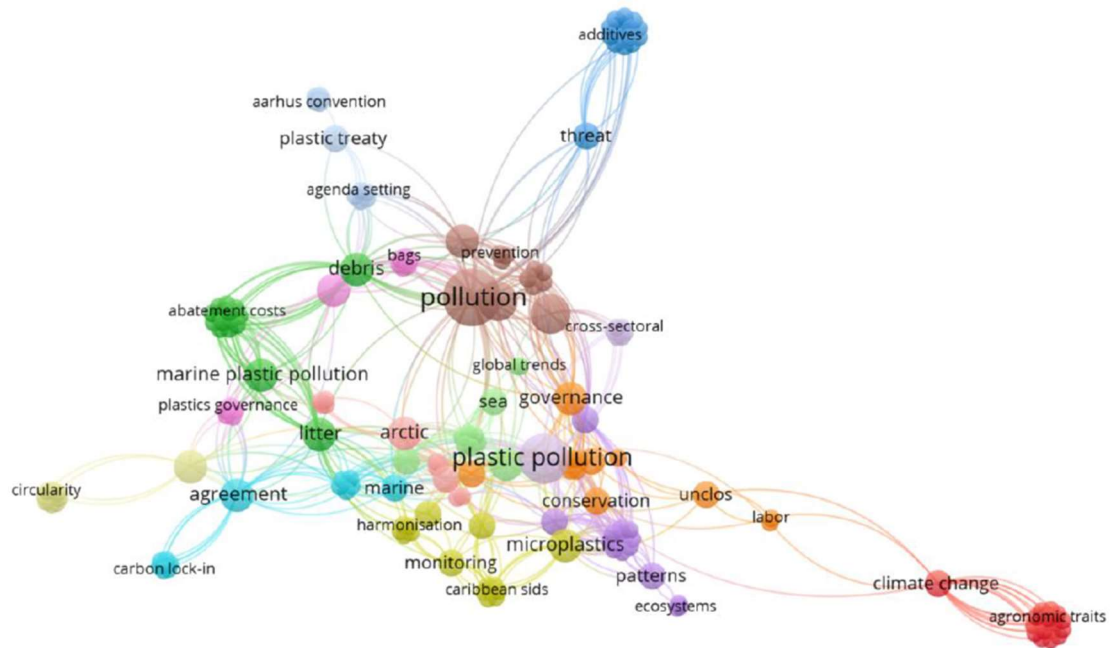 additives
aarhus convention
plastic treaty
threat
agenda setting
prevention
bags
debris
pollution
abatement costs
cross-sectoral
global trends
marine plastic pollution
governance
plastics governance
sea
litter
arctic
plastic pollution
circularity
agreement
marine
conservation
unclos
labor
harmonisation
microplastics
monitoring
carbon lock-in
patterns
climate change
caribbean sids
ecosystems
agronomic traits